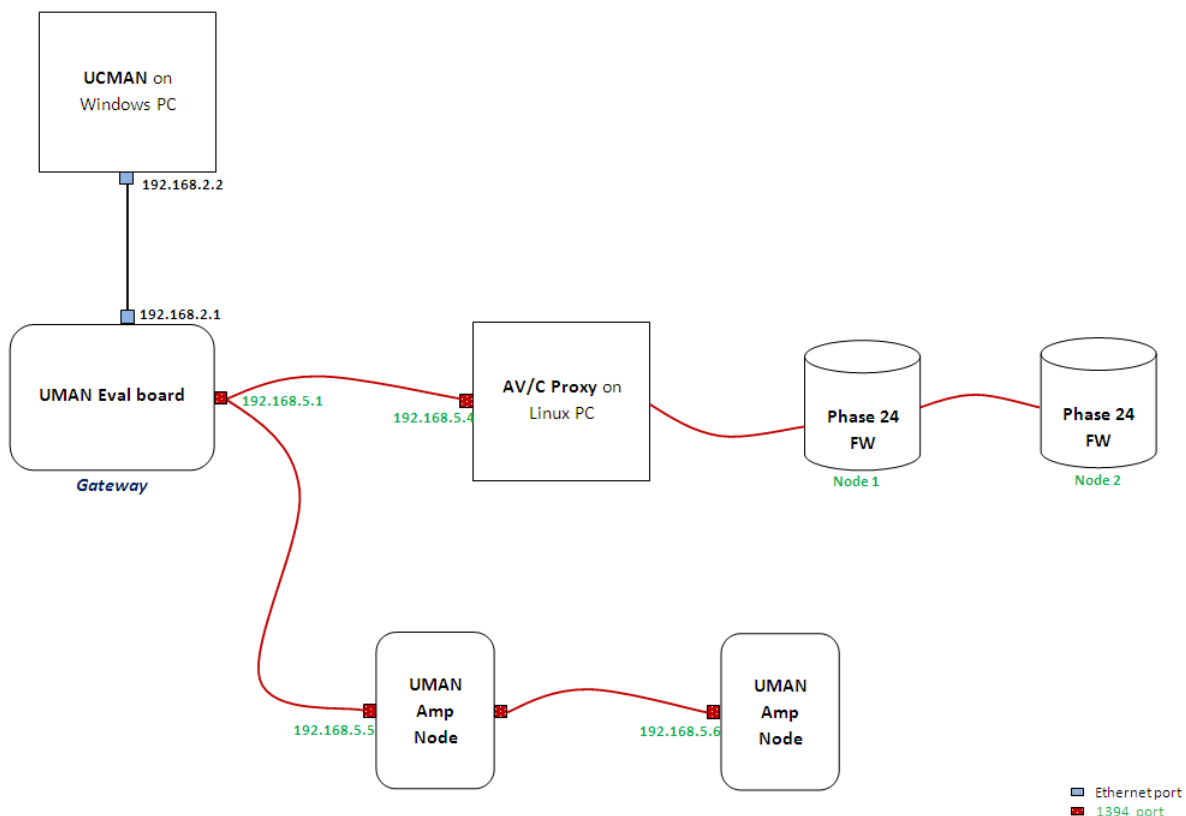 UCMAN on
Windows PC
192.168.2.2
192.168.2.1
UMAN Eval board
192.168.5.1
Gateway
192.168.5.4
AV/C Proxy on
Linux PC
Phase 24
FW
Node 1
Phase 24
FW
Node 2
UMAN
Amp
Node
192.168.5.5
UMAN
Amp
Node
192.168.5.6
Ethernet port
1394 port